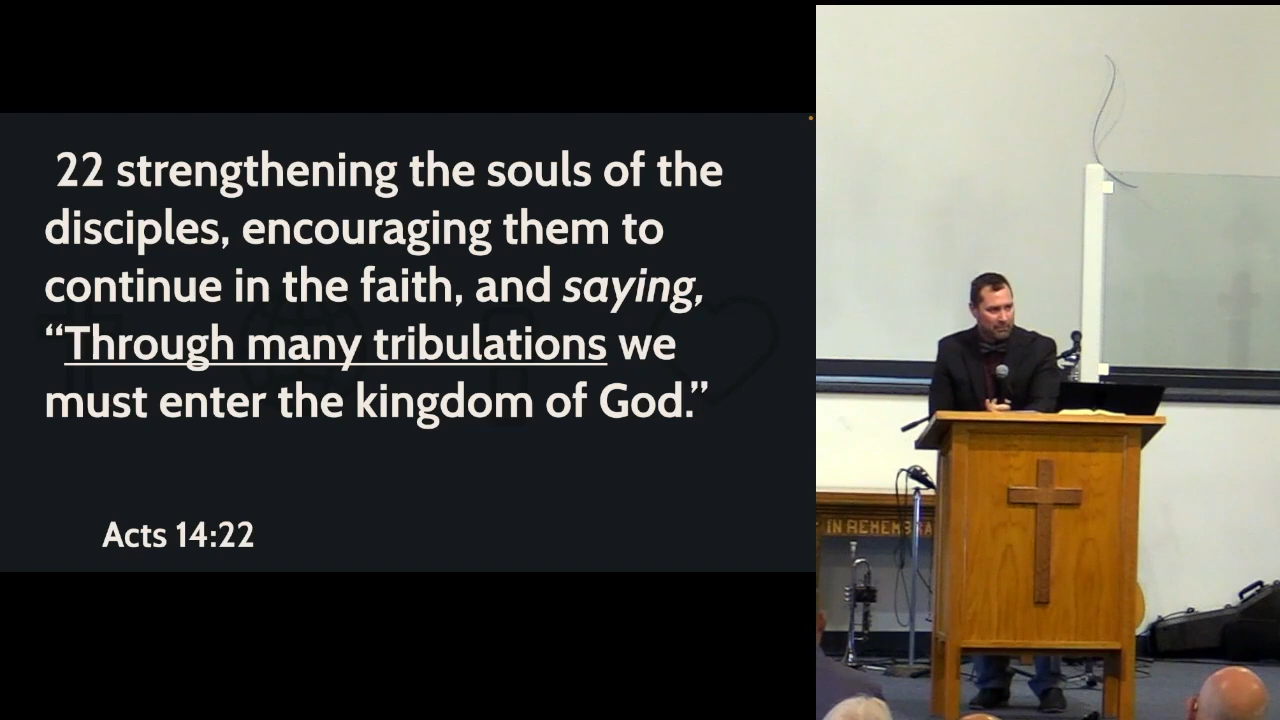 22 strengthening the souls of the
disciples, encouraging them to
continue in the faith, and saying,
“Through many tribulations we
must enter the kingdom of God.”
Acts 14:22
IN REMEMBRA